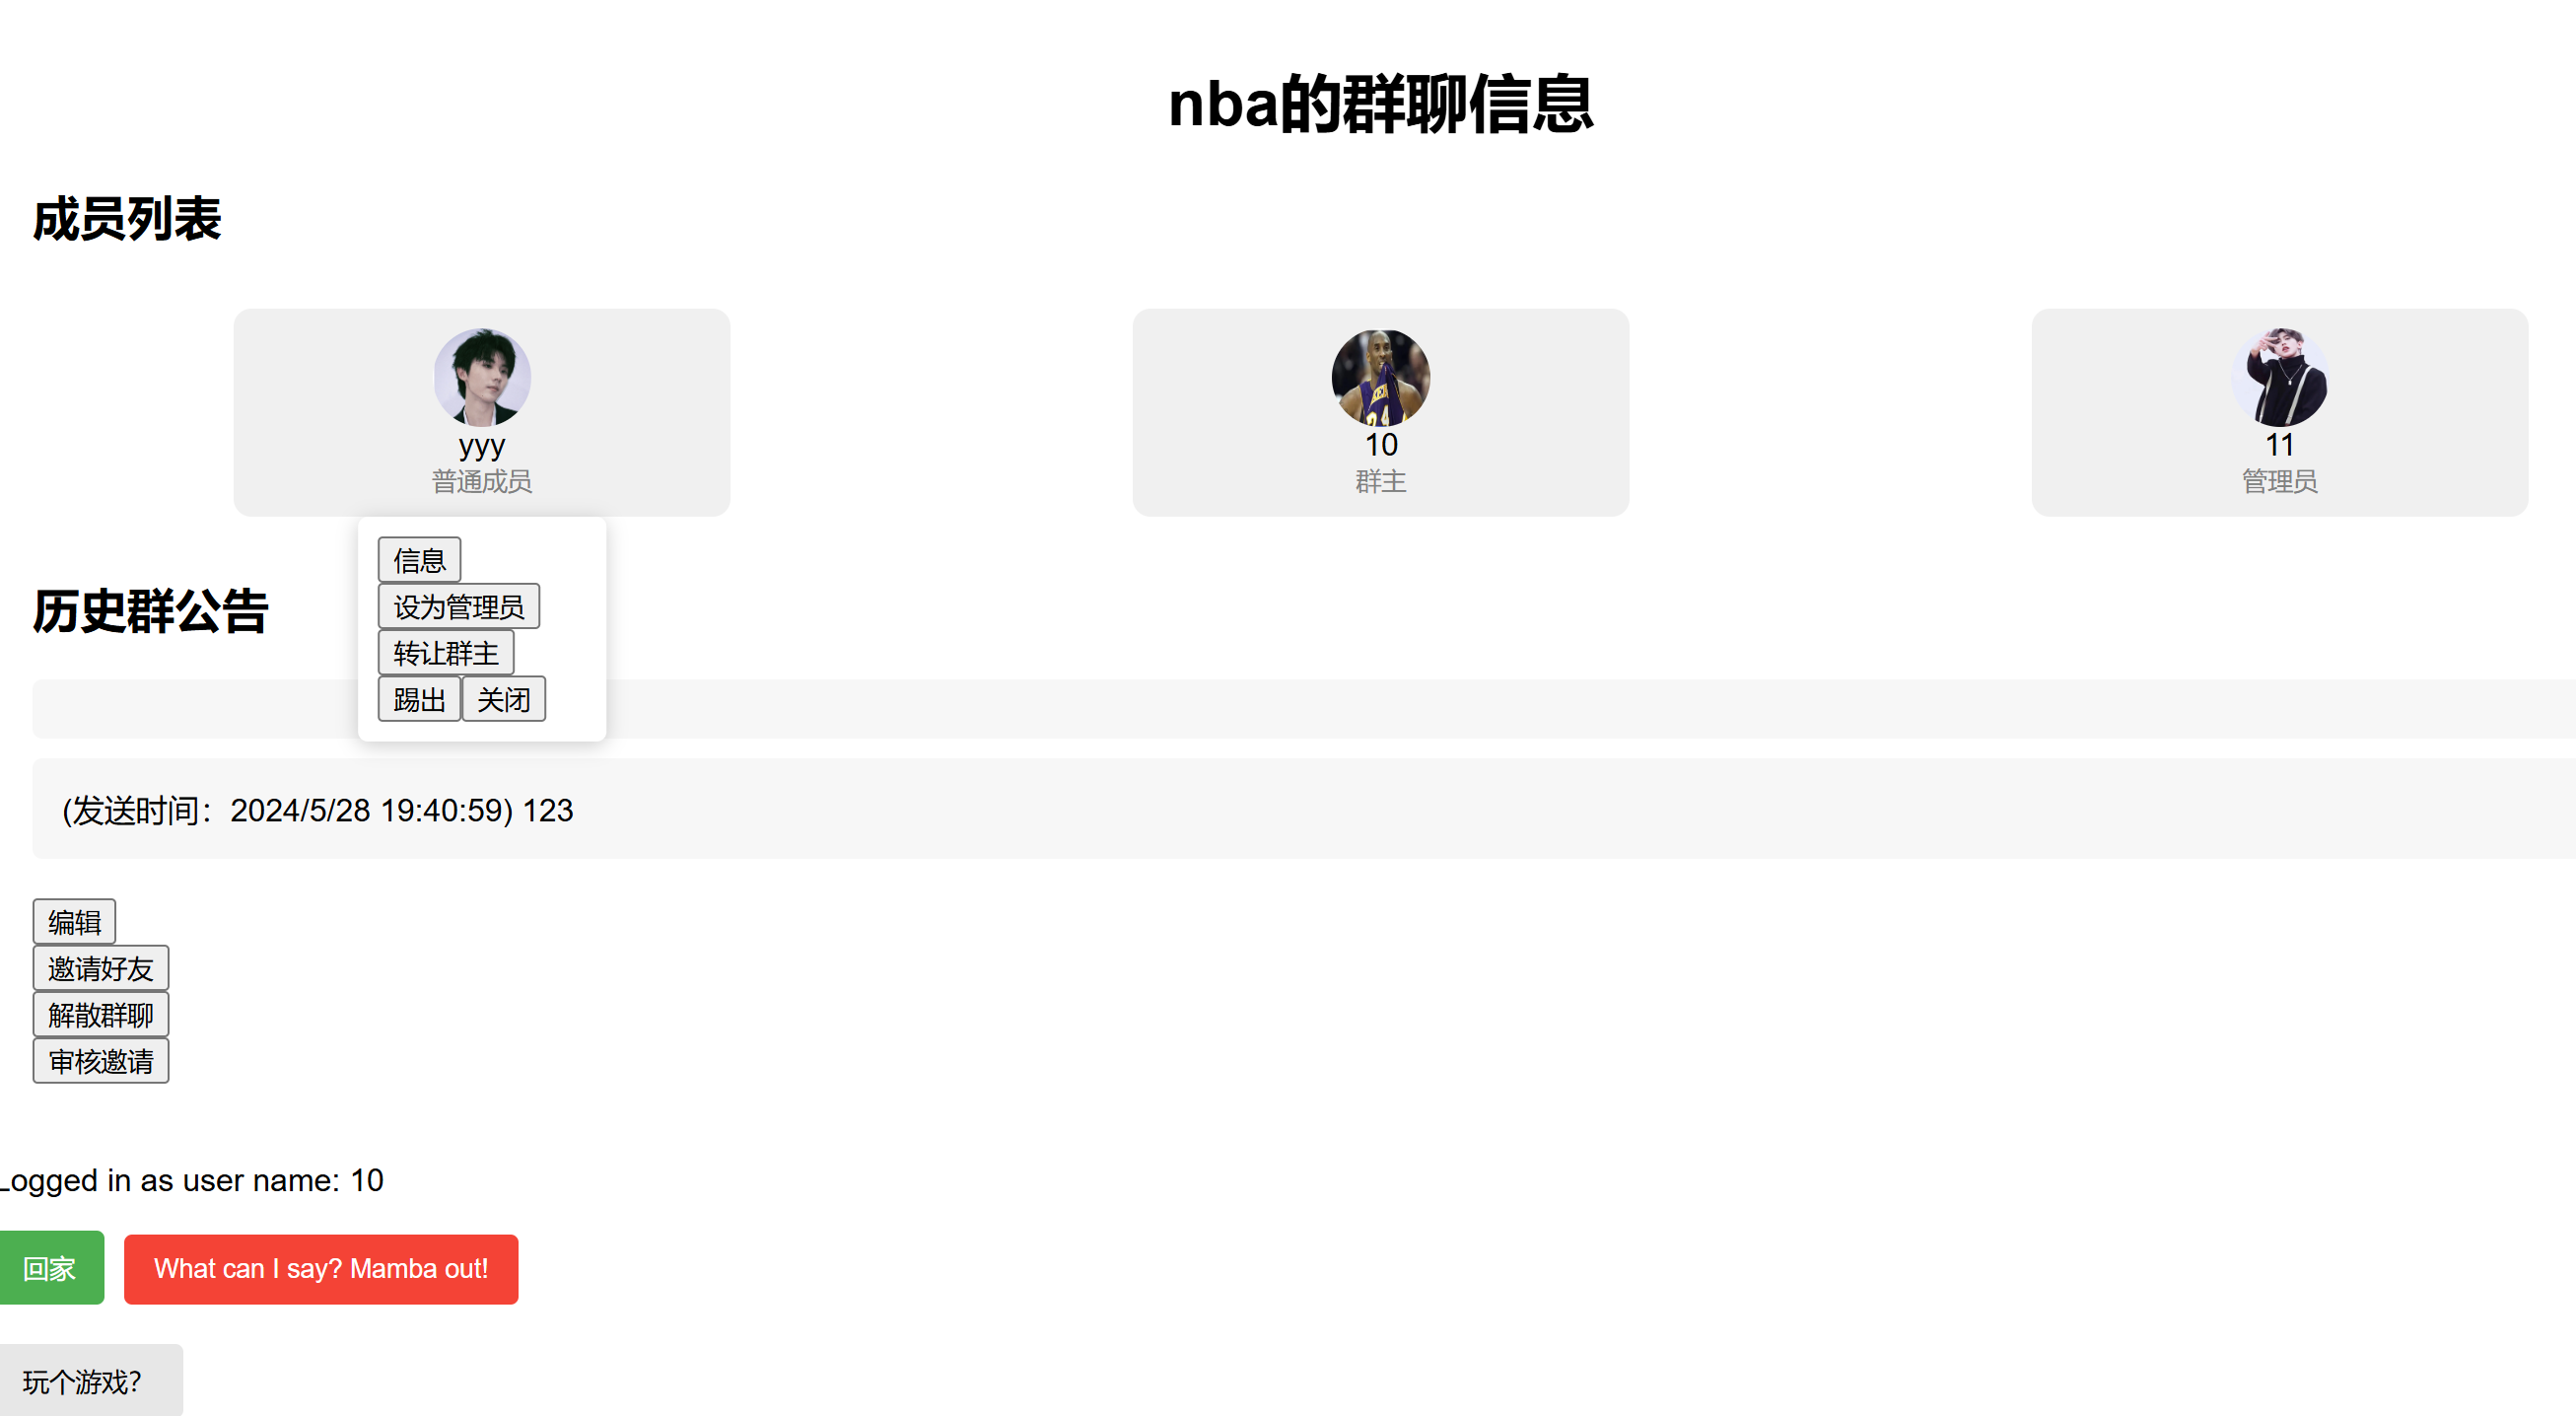 nba的群聊信息
成员列表
yyy
普通成员
10
群主
11
管理员
信息
设为管理员
转让群主
踢出 关闭
历史群公告
(发送时间：2024/5/28 19:40:59) 123
编辑
邀请好友
解散群聊
审核邀请
Logged in as user name: 10
回家 What can I say? Mamba out!
玩个游戏?